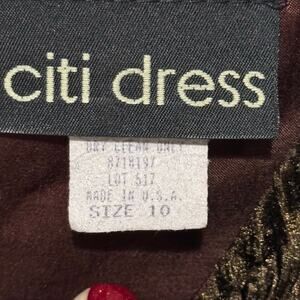 citi dress
DRY CLEAN ONLY
8718197
LOT 517
MADE IN U.S.A.
SIZE 10